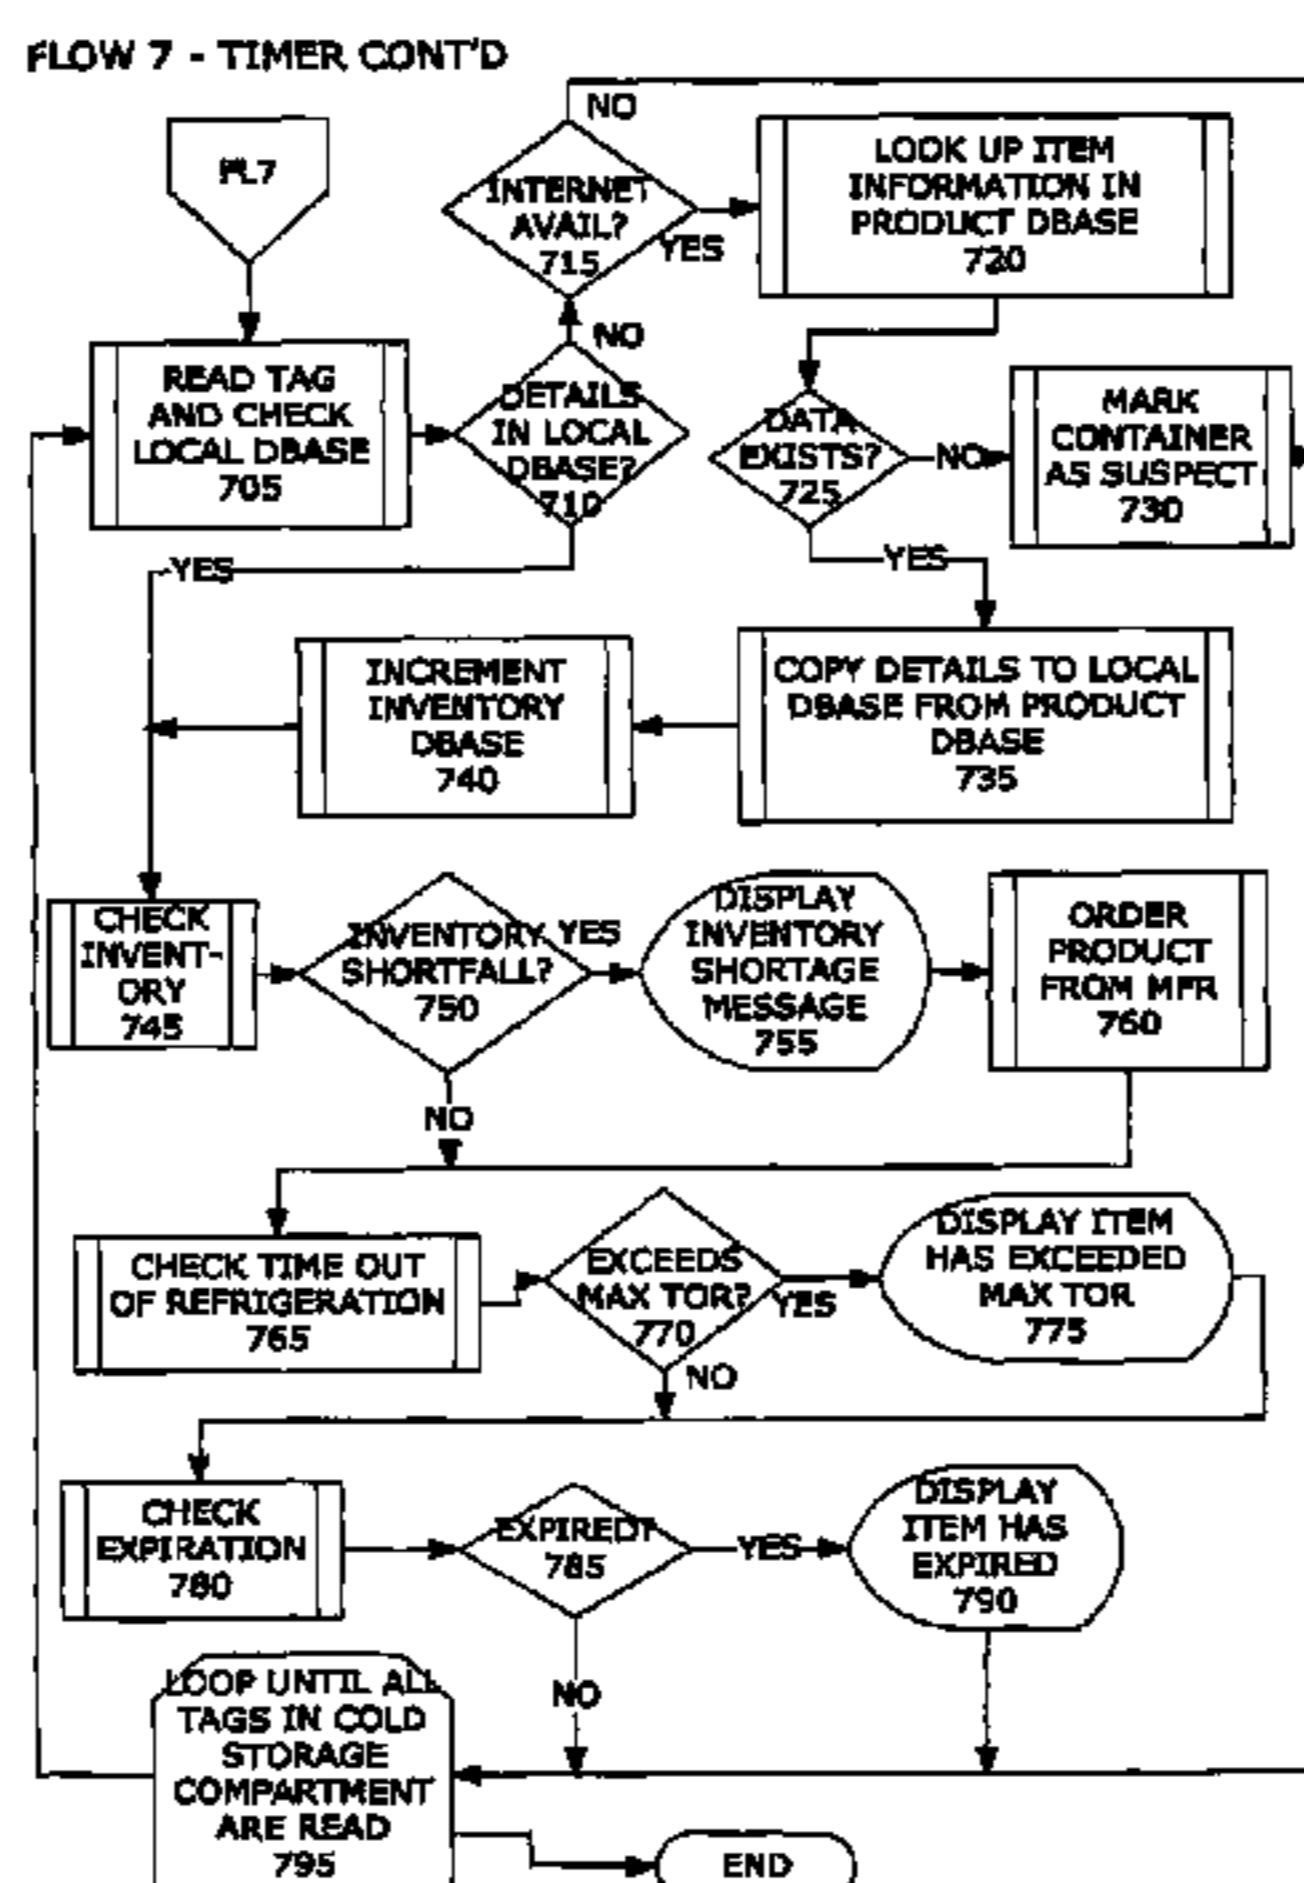 FLOW 7 - TIMER CONT'D
FL7
NO
INTERNET
AVAIL?
715
YES
LOOK UP ITEM
INFORMATION IN
PRODUCT DBASE
720
READ TAG
AND CHECK
LOCAL DBASE
705
NO
DETAILS
IN LOCAL
DBASE?
710
YES
DATA
EXISTS?
725
NO
MARK
CONTAINER
AS SUSPECT
730
YES
INCREMENT
INVENTORY
DBASE
740
COPY DETAILS TO LOCAL
DBASE FROM PRODUCT
DBASE
735
CHECK
INVENT-
ORY
745
INVENTORY
SHORTFALL?
750
YES
DISPLAY
INVENTORY
SHORTAGE
MESSAGE
755
ORDER
PRODUCT
FROM MFR
760
NO
CHECK TIME OUT
OF REFRIGERATION
765
EXCEEDS
MAX TOR?
770
YES
DISPLAY ITEM
HAS EXCEEDED
MAX TOR
775
NO
CHECK
EXPIRATION
780
EXPIRED?
785
YES
DISPLAY
ITEM HAS
EXPIRED
790
NO
LOOP UNTIL ALL
TAGS IN COLD
STORAGE
COMPARTMENT
ARE READ
795
END